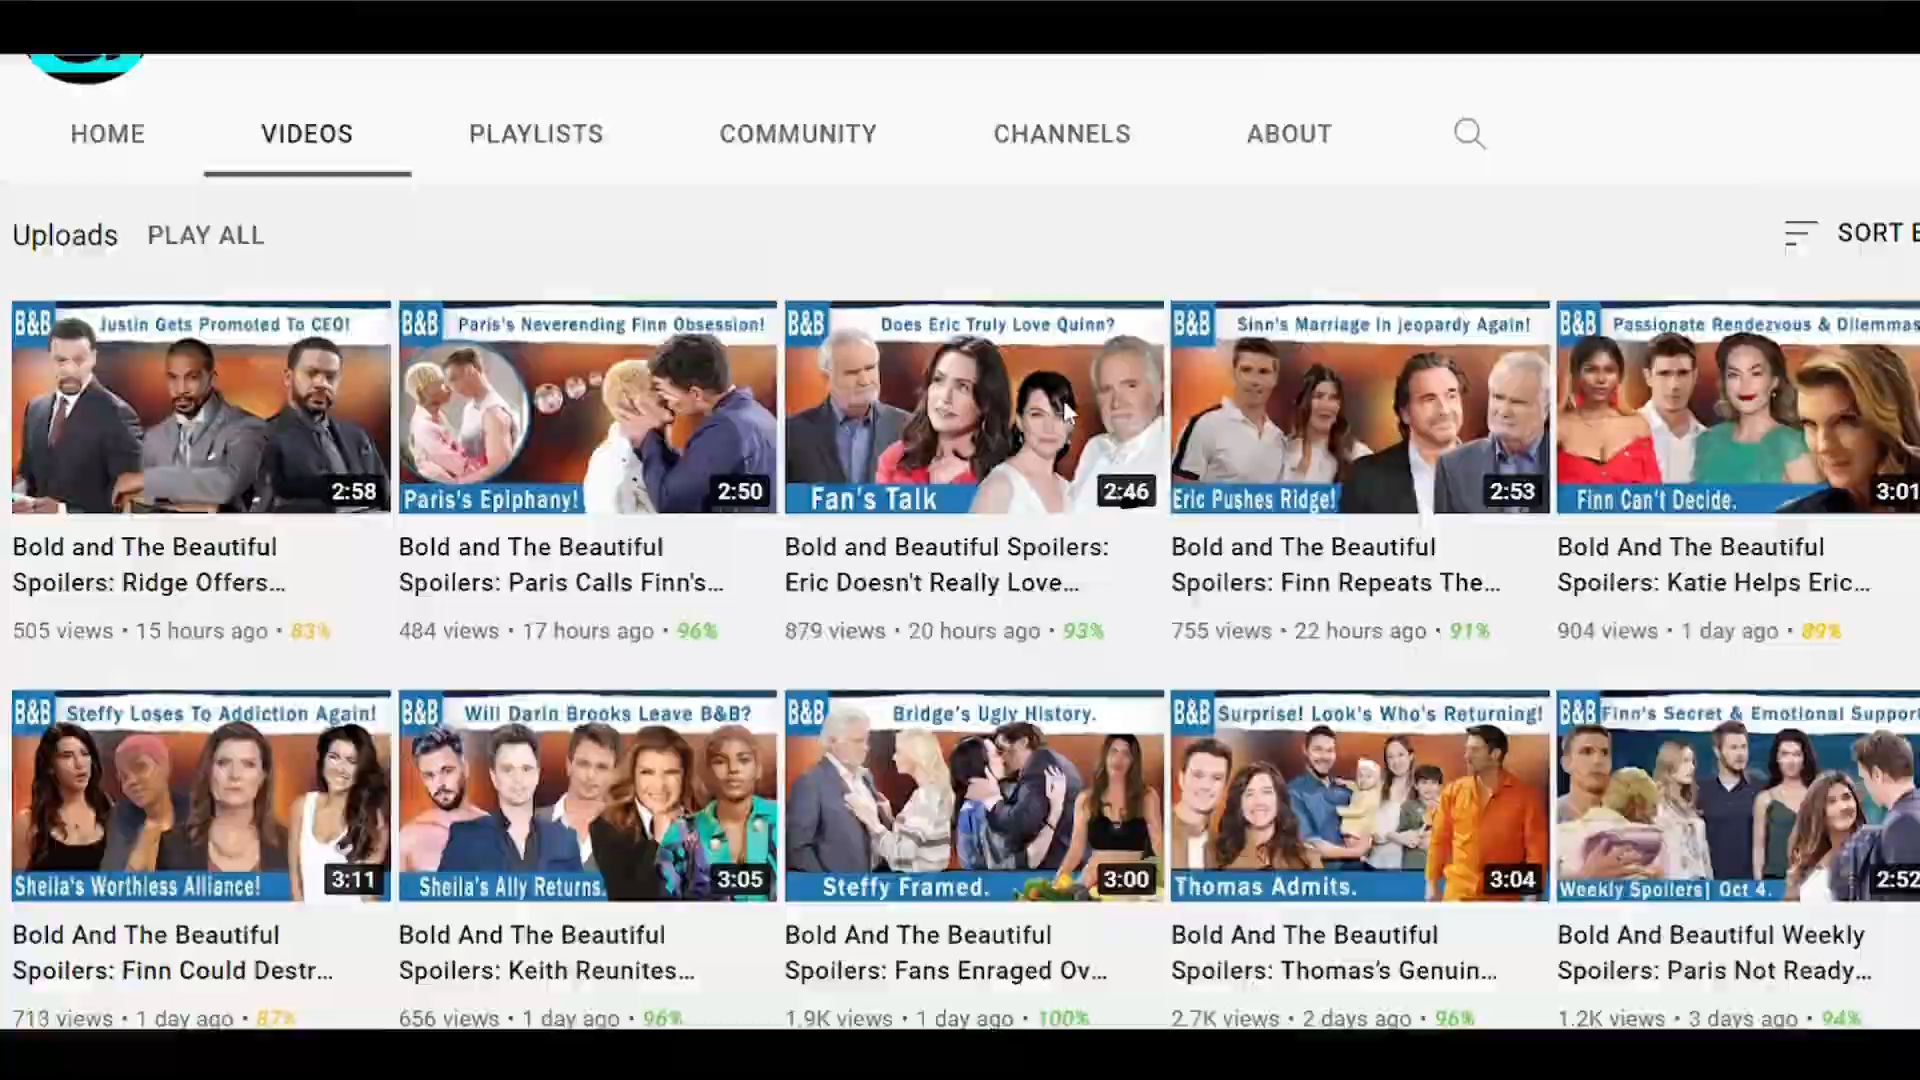 HOME VIDEOS PLAYLISTS COMMUNITY CHANNELS ABOUT
Uploads PLAY ALL
SORT B
B&B Justin Gets Promoted To CEO!
2:58
Bold and The Beautiful
Spoilers: Ridge Offers...
505 views • 15 hours ago • 83%
B&B Paris's Neverending Finn Obsession!
Paris's Epiphany!
2:50
Bold and The Beautiful
Spoilers: Paris Calls Finn's...
484 views • 17 hours ago • 96%
B&B Does Eric Truly Love Quinn?
Fan's Talk
2:46
Bold and Beautiful Spoilers:
Eric Doesn't Really Love...
879 views • 20 hours ago • 93%
B&B Sinn's Marriage In Jeopardy Again!
Eric Pushes Ridge!
2:53
Bold and The Beautiful
Spoilers: Finn Repeats The...
755 views • 22 hours ago • 91%
B&B Passionate Rendezvous & Dilemmas
Finn Can't Decide.
3:01
Bold And The Beautiful
Spoilers: Katie Helps Eric...
904 views • 1 day ago • 89%
B&B Steffy Loses To Addiction Again!
Sheila's Worthless Alliance!
3:11
Bold And The Beautiful
Spoilers: Finn Could Destr...
713 views • 1 day ago • 87%
B&B Will Darin Brooks Leave B&B?
Sheila's Ally Returns.
3:05
Bold And The Beautiful
Spoilers: Keith Reunites...
656 views • 1 day ago • 96%
B&B Bridge's Ugly History.
Steffy Framed.
3:00
Bold And The Beautiful
Spoilers: Fans Enraged Ov...
1.9K views • 1 day ago • 100%
B&B Surprise! Look's Who's Returning!
Thomas Admits.
3:04
Bold And The Beautiful
Spoilers: Thomas's Genuin...
2.7K views • 2 days ago • 96%
B&B Finn's Secret & Emotional Support
Weekly Spoilers| Oct 4.
2:52
Bold And Beautiful Weekly
Spoilers: Paris Not Ready...
1.2K views • 3 days ago • 94%